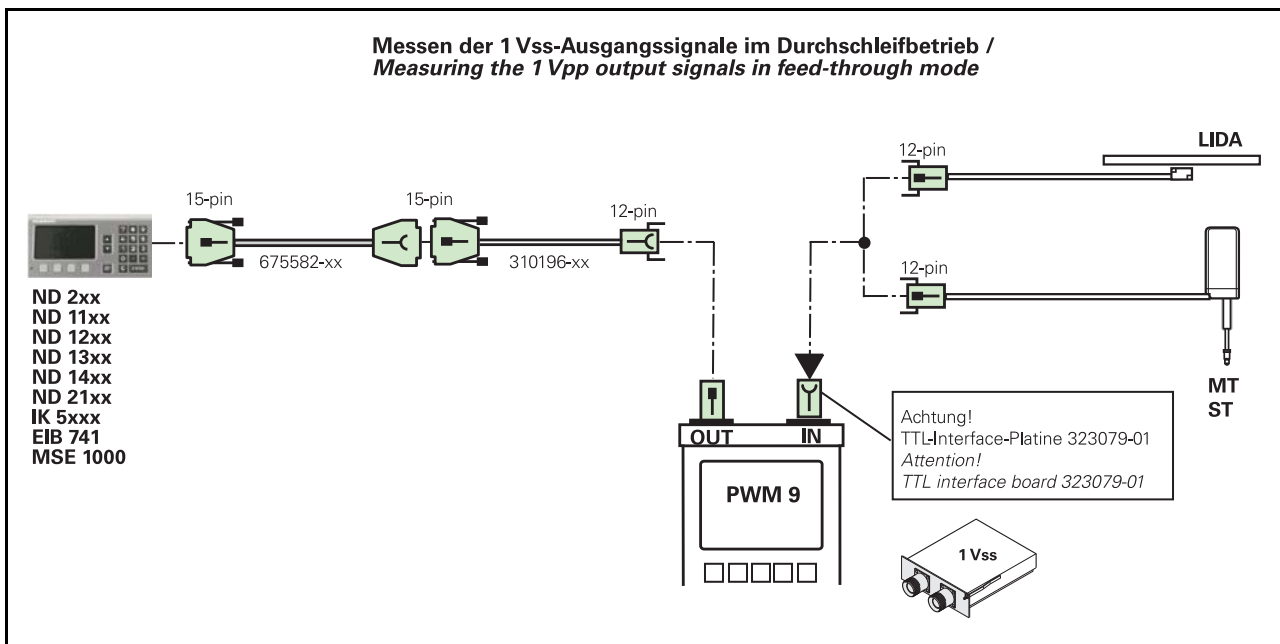 Messen der 1 Vss-Ausgangssignale im Durchschleifbetrieb /
Measuring the 1 Vpp output signals in feed-through mode
LIDA
12-pin
15-pin
15-pin
12-pin
675582-xx
310196-xx
12-pin
ND 2xx
ND 11xx
ND 12xx
ND 13xx
ND 14xx
ND 21xx
IK 5xxx
EIB 741
MSE 1000
MT
ST
OUT
IN
Achtung!
TTL-Interface-Platine 323079-01
Attention!
TTL interface board 323079-01
PWM 9
1 Vss